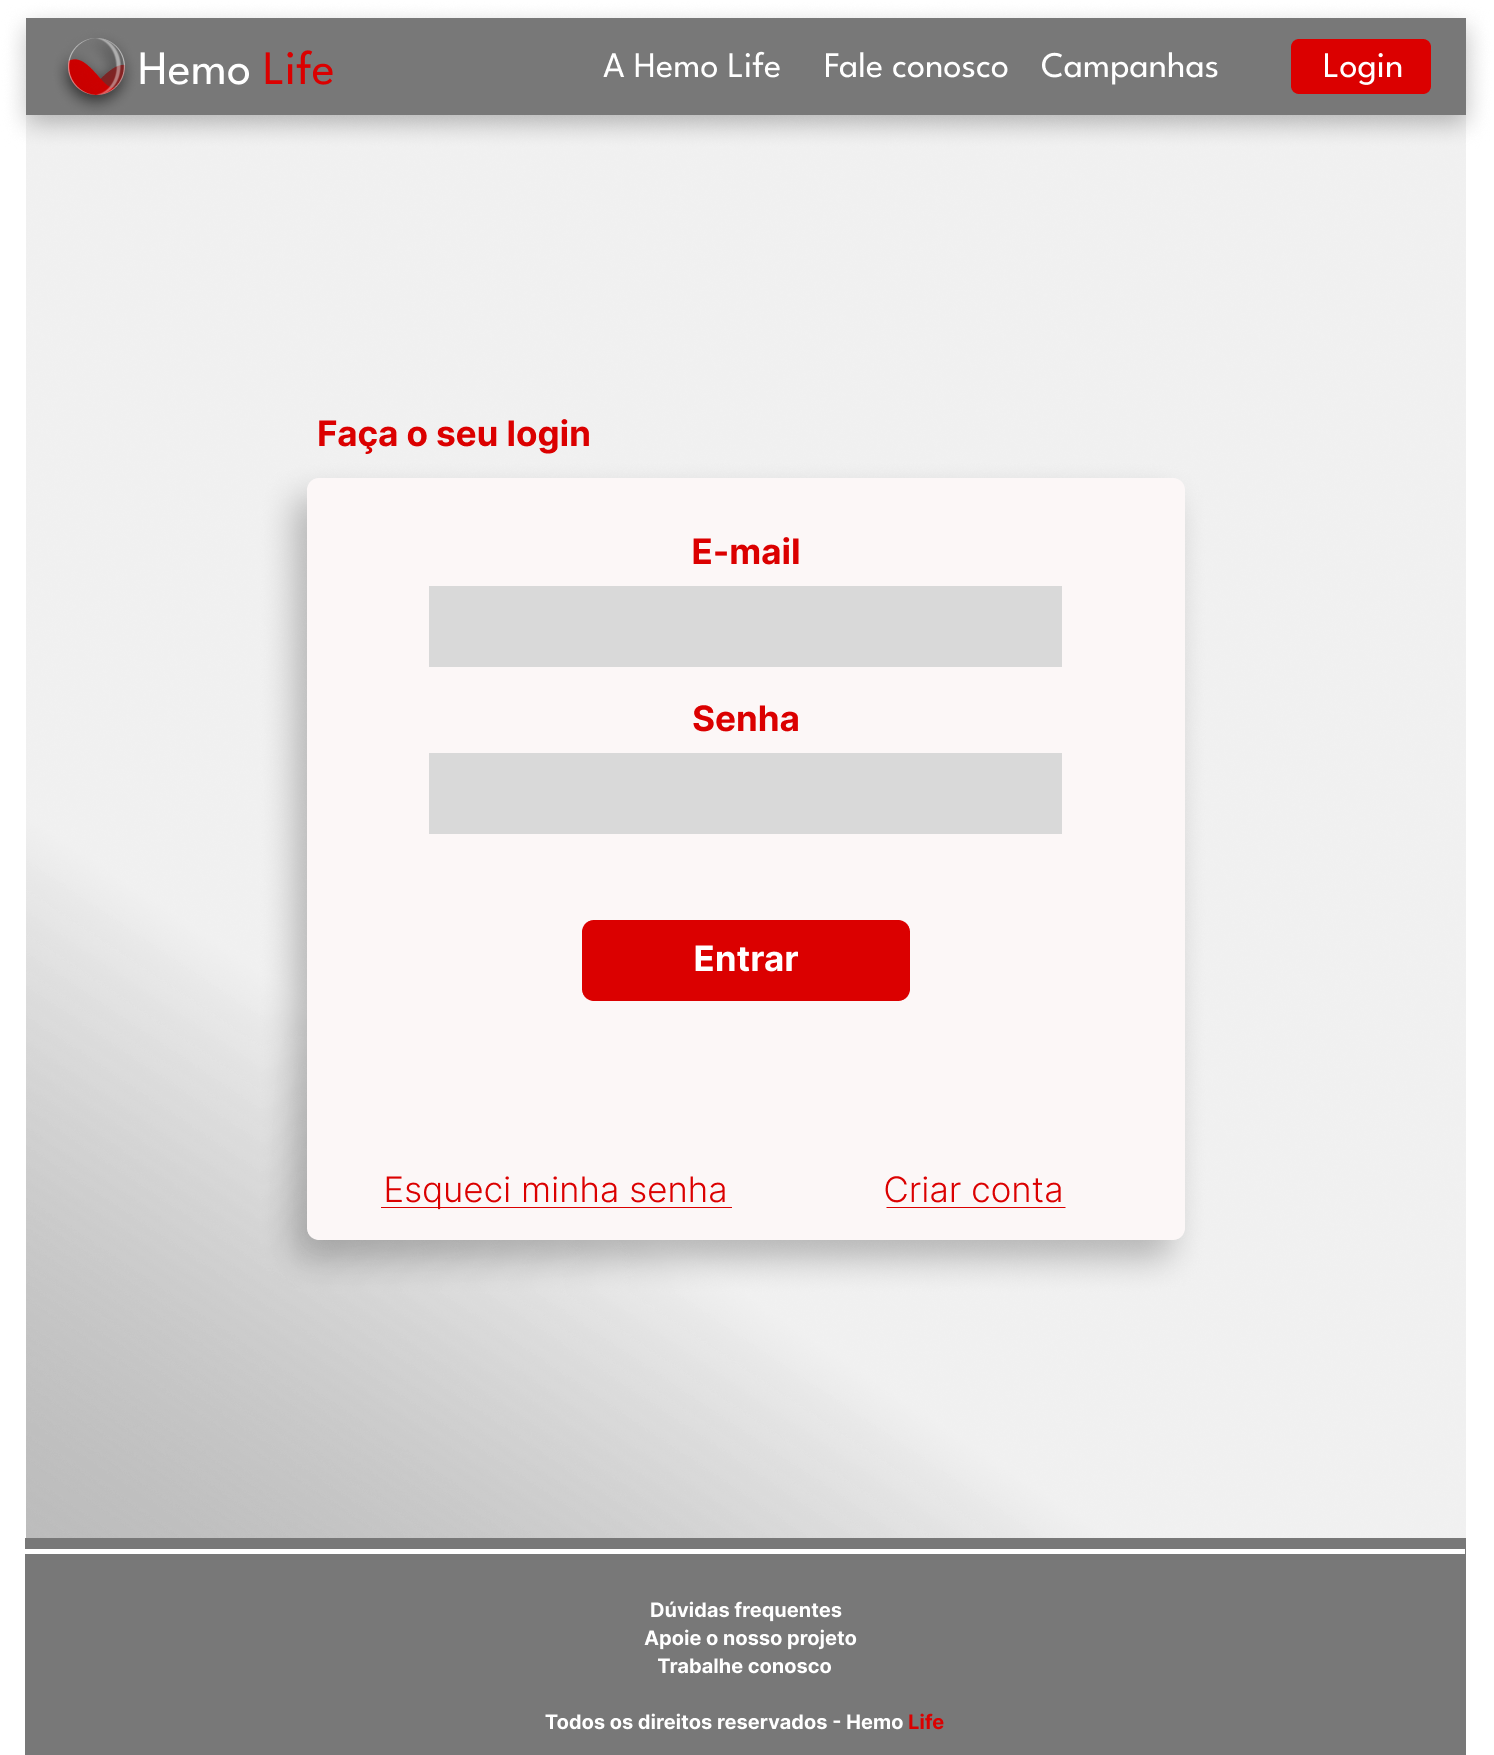 Hemo Life
A Hemo Life
Fale conosco
Campanhas
Login
Faça o seu login
E-mail
Senha
Entrar
Esqueci minha senha
Criar conta
Dúvidas frequentes
Apoie o nosso projeto
Trabalhe conosco
Todos os direitos reservados - Hemo Life